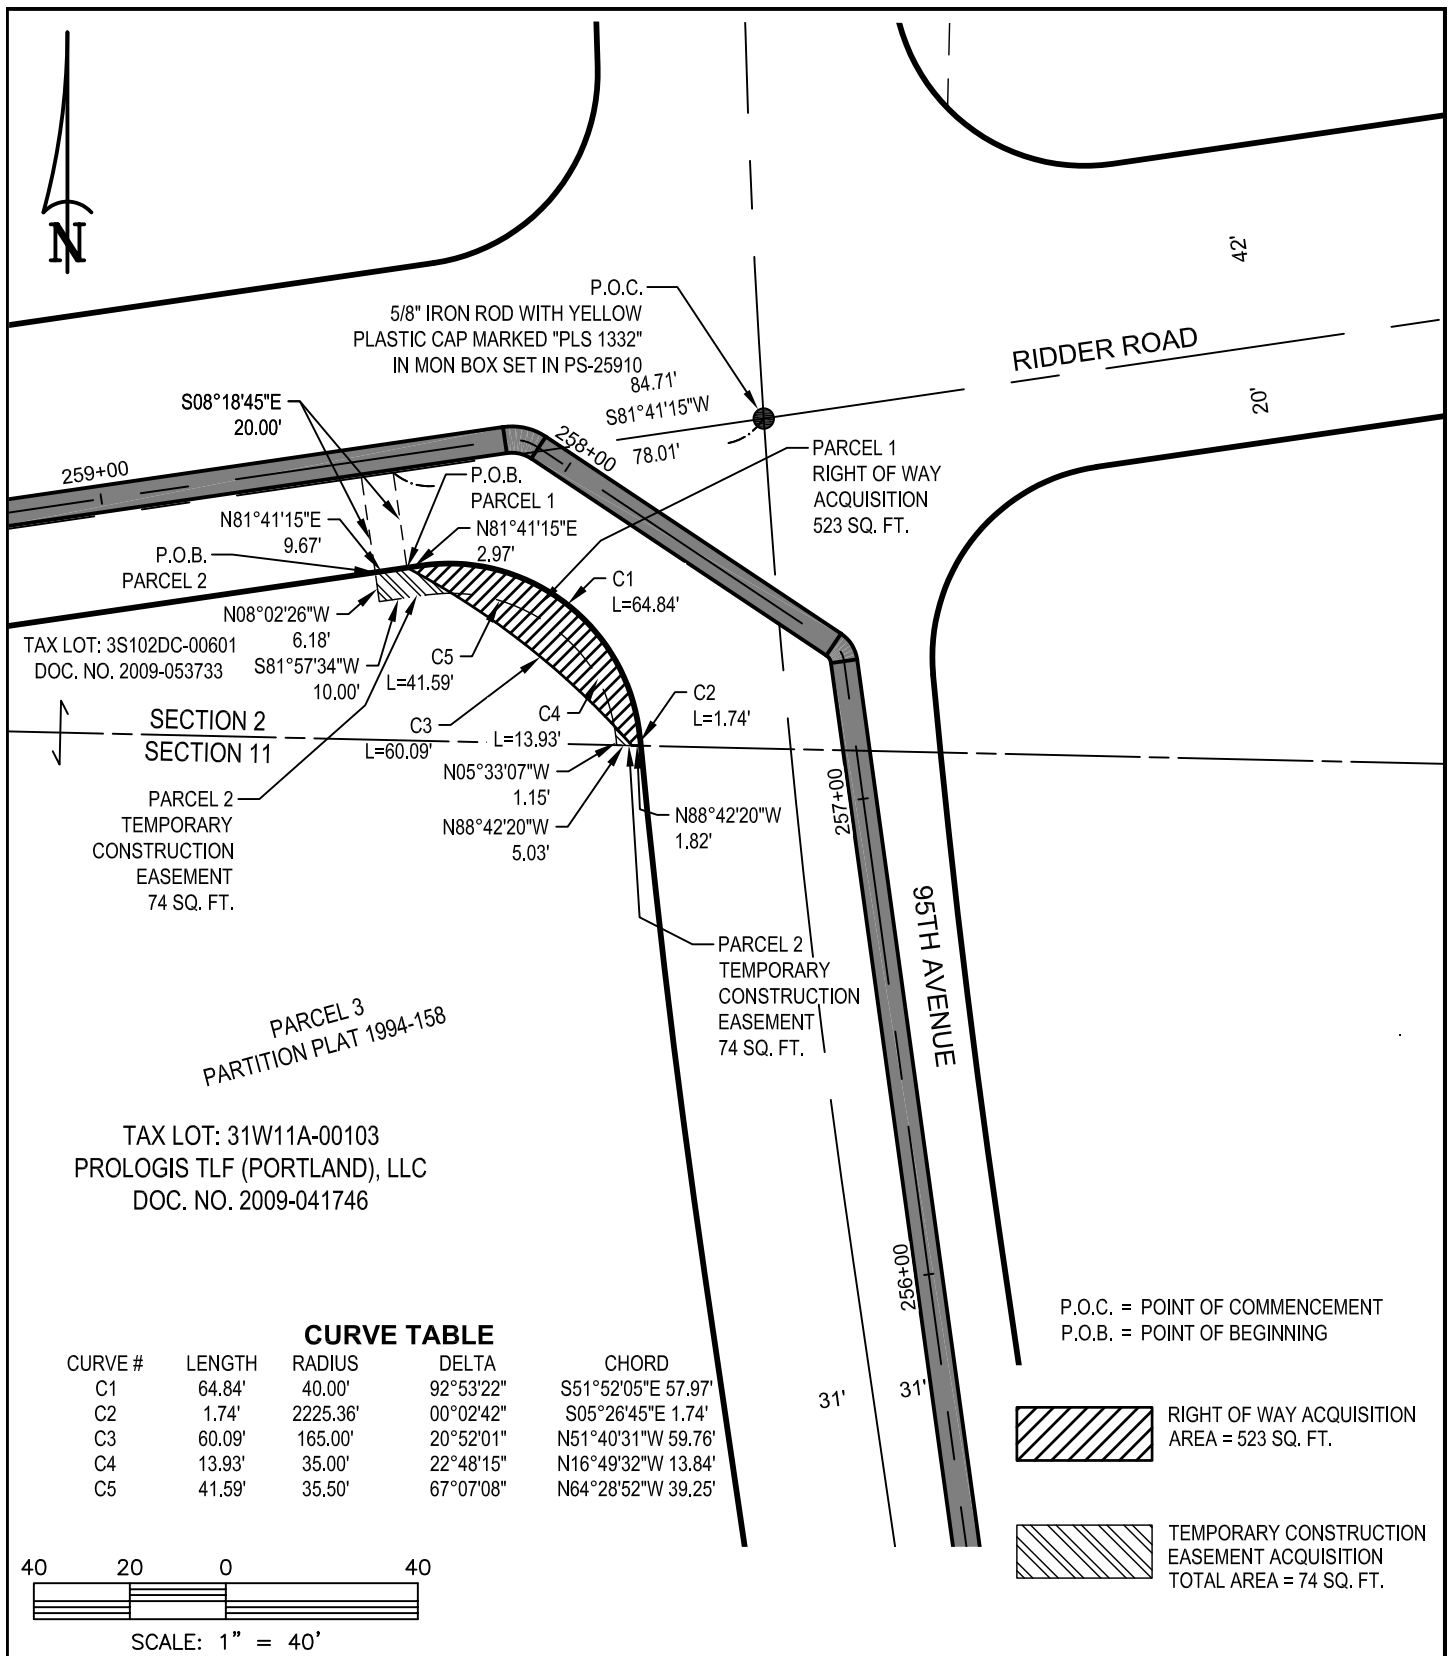 N
P.O.C.
5/8" IRON ROD WITH YELLOW
PLASTIC CAP MARKED "PLS 1332"
IN MON BOX SET IN PS-25910
84.71'
S81°41'15"W
78.01'
RIDDER ROAD
42'
20'
S08°18'45"E
20.00'
259+00
258+00
P.O.B.
PARCEL 1
N81°41'15"E
9.67'
N81°41'15"E
2.97'
PARCEL 1
RIGHT OF WAY
ACQUISITION
523 SQ. FT.
P.O.B.
PARCEL 2
C1
L=64.84'
N08°02'26"W
6.18'
S81°57'34"W
10.00'
TAX LOT: 3S102DC-00601
DOC. NO. 2009-053733
C5
L=41.59'
C3
L=60.09'
C4
L=13.93'
C2
L=1.74'
SECTION 2
SECTION 11
N05°33'07"W
1.15'
N88°42'20"W
5.03'
N88°42'20"W
1.82'
257+00
PARCEL 2
TEMPORARY
CONSTRUCTION
EASEMENT
74 SQ. FT.
PARCEL 2
TEMPORARY
CONSTRUCTION
EASEMENT
74 SQ. FT.
95TH AVENUE
PARCEL 3
PARTITION PLAT 1994-158
TAX LOT: 31W11A-00103
PROLOGIS TLF (PORTLAND), LLC
DOC. NO. 2009-041746
256+00
P.O.C. = POINT OF COMMENCEMENT
P.O.B. = POINT OF BEGINNING
31'
31'
CURVE TABLE
CURVE # LENGTH RADIUS DELTA CHORD
C1 64.84' 40.00' 92°53'22" S51°52'05"E 57.97'
C2 1.74' 2225.36' 00°02'42" S05°26'45"E 1.74'
C3 60.09' 165.00' 20°52'01" N51°40'31"W 59.76'
C4 13.93' 35.00' 22°48'15" N16°49'32"W 13.84'
C5 41.59' 35.50' 67°07'08" N64°28'52"W 39.25'
RIGHT OF WAY ACQUISITION
AREA = 523 SQ. FT.
TEMPORARY CONSTRUCTION
EASEMENT ACQUISITION
TOTAL AREA = 74 SQ. FT.
40 20 0 40
SCALE: 1" = 40'